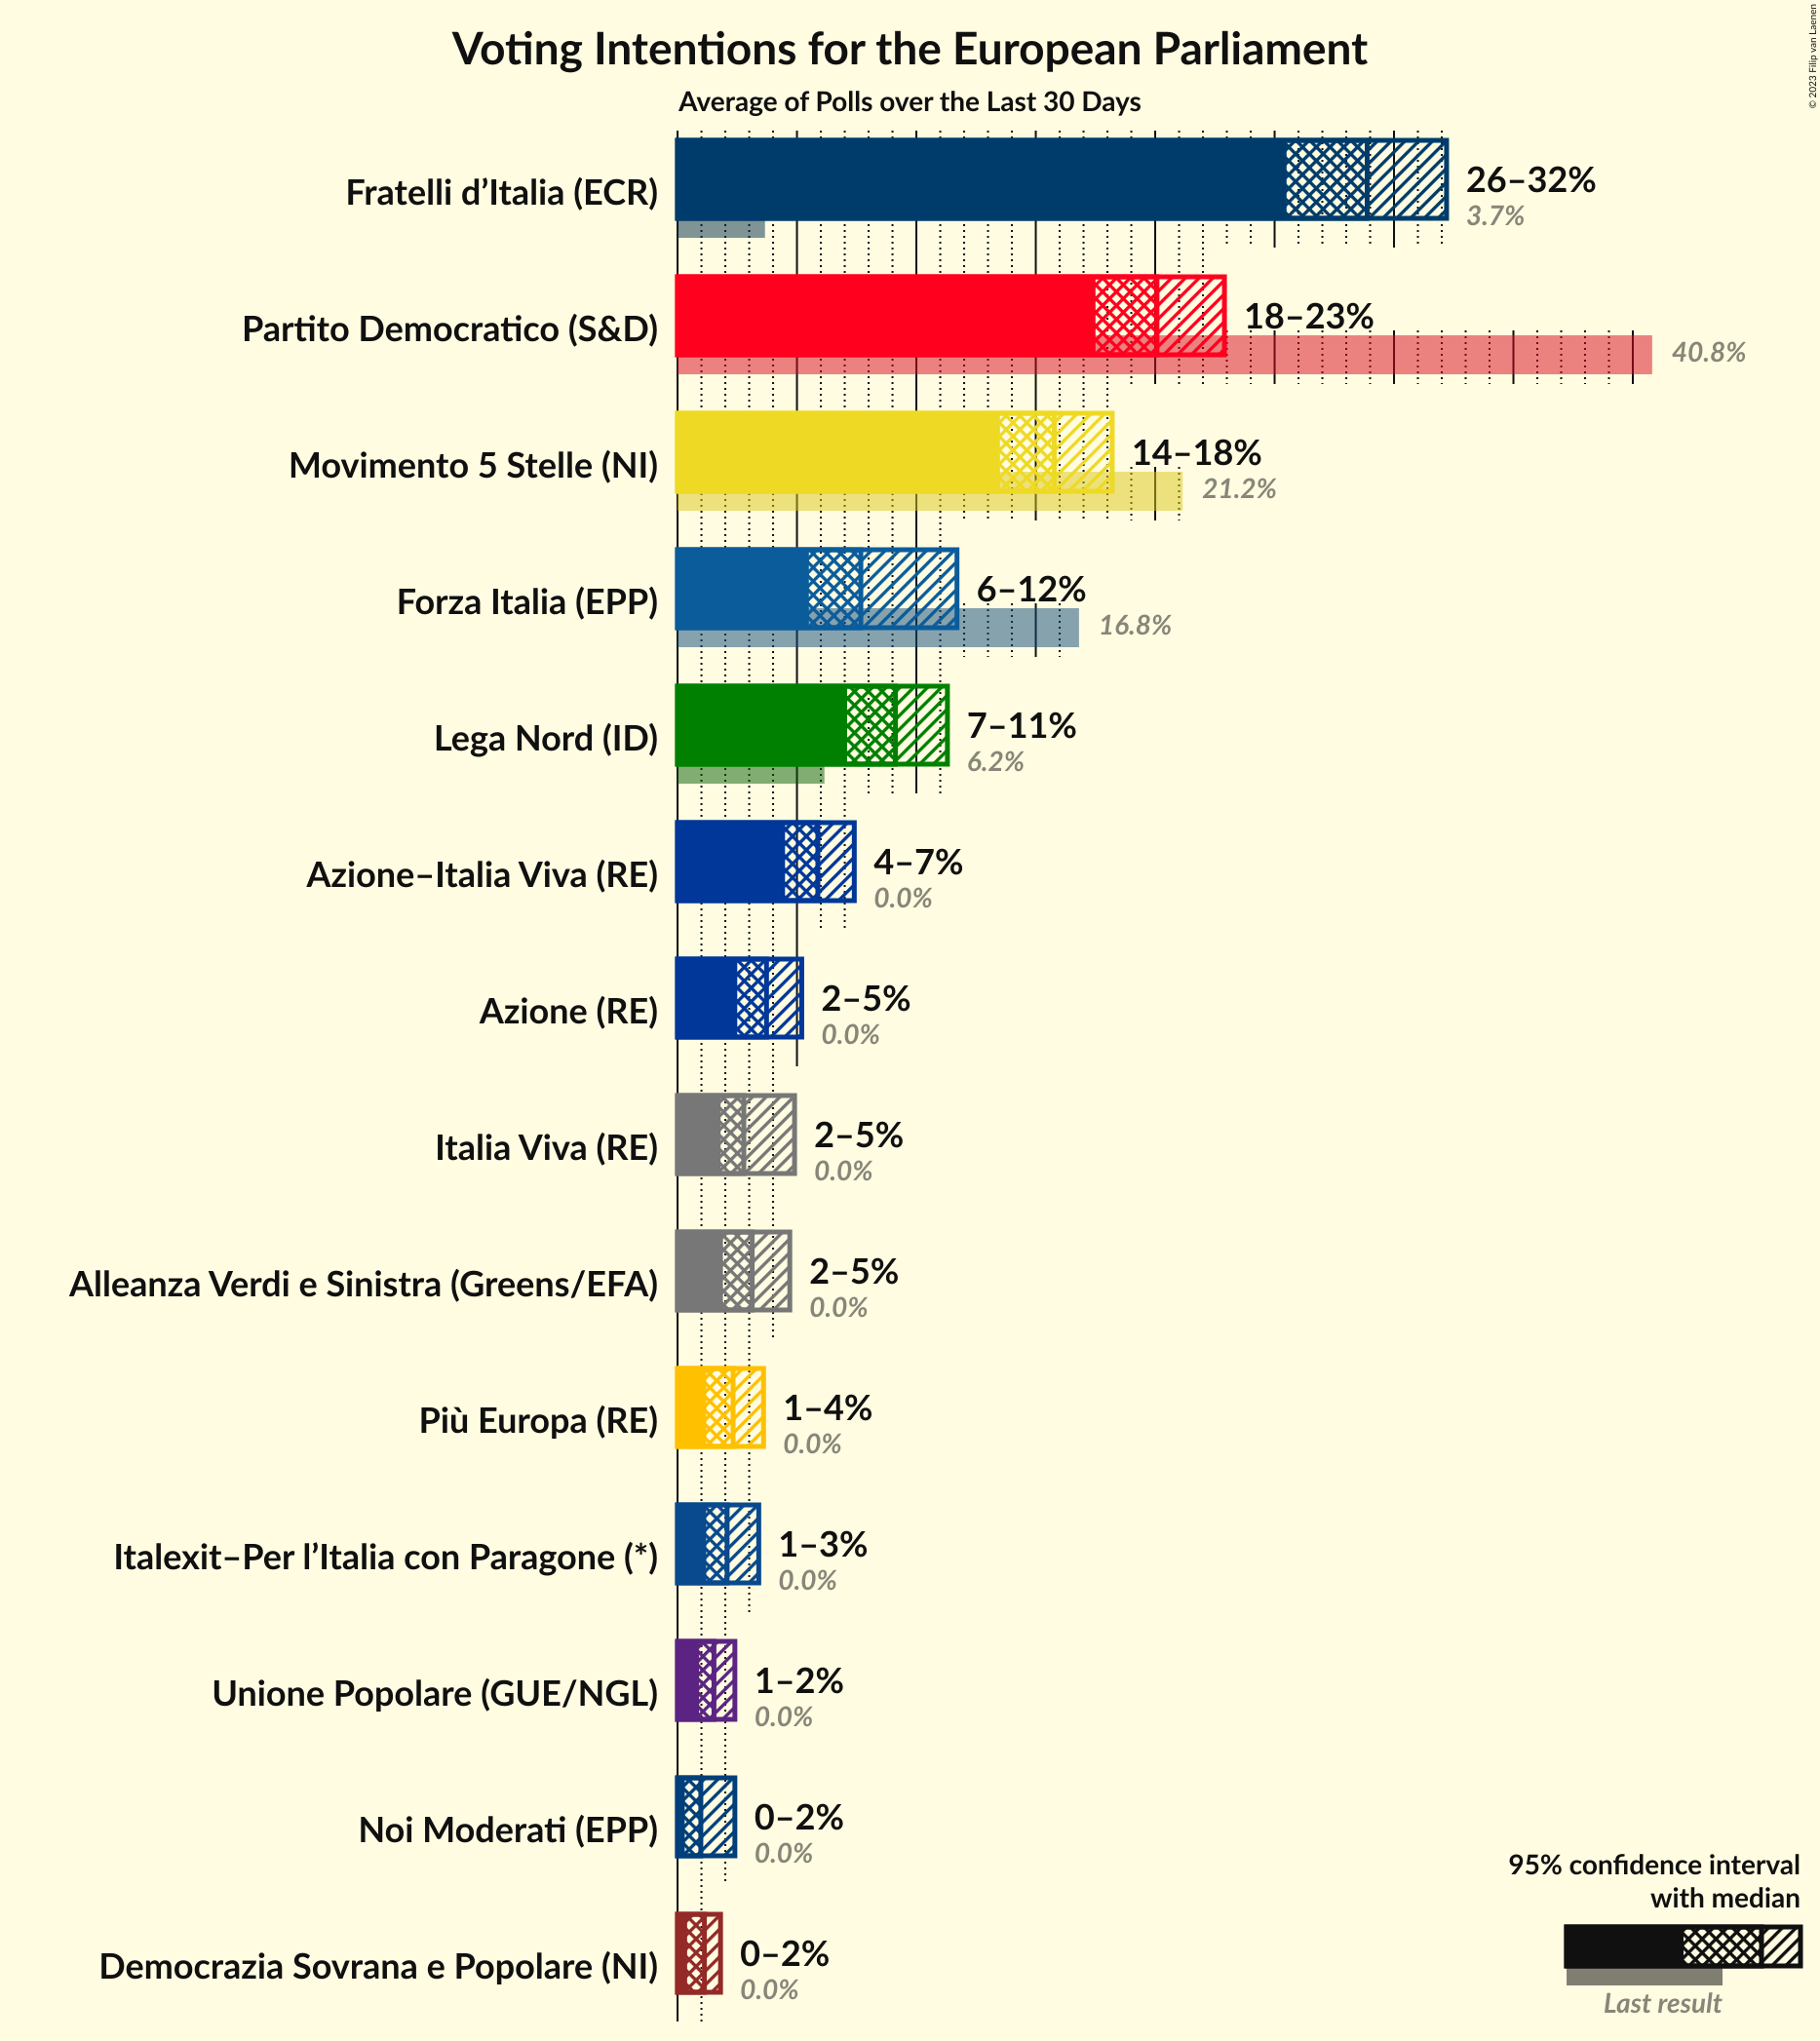 Voting Intentions for the European Parliament
Average of Polls over the Last 30 Days
© 2023 Filip van Laenen
Fratelli d’Italia (ECR)
26–32%
3.7%
Partito Democratico (S&D)
18–23%
40.8%
Movimento 5 Stelle (NI)
14–18%
21.2%
Forza Italia (EPP)
6–12%
16.8%
Lega Nord (ID)
7–11%
6.2%
Azione–Italia Viva (RE)
4–7%
0.0%
Azione (RE)
2–5%
0.0%
Italia Viva (RE)
2–5%
0.0%
Alleanza Verdi e Sinistra (Greens/EFA)
2–5%
0.0%
Più Europa (RE)
1–4%
0.0%
Italexit–Per l’Italia con Paragone (*)
1–3%
0.0%
Unione Popolare (GUE/NGL)
1–2%
0.0%
Noi Moderati (EPP)
0–2%
0.0%
Democrazia Sovrana e Popolare (NI)
0–2%
0.0%
95% confidence interval
with median
Last result